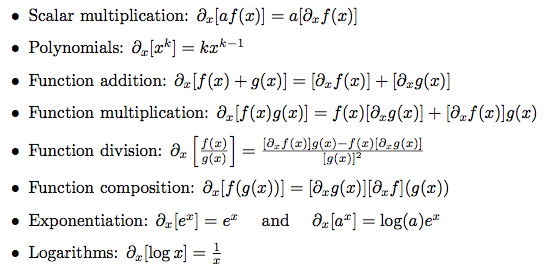 • Scalar multiplication: ∂ₓ[af(x)] = a[∂ₓf(x)]
• Polynomials: ∂ₓ[xᵏ] = kxᵏ⁻¹
• Function addition: ∂ₓ[f(x) + g(x)] = [∂ₓf(x)] + [∂ₓg(x)]
• Function multiplication: ∂ₓ[f(x)g(x)] = f(x)[∂ₓg(x)] + [∂ₓf(x)]g(x)
• Function division: ∂ₓ [f(x)/g(x)] = [∂ₓf(x)]g(x)−f(x)[∂ₓg(x)]/[g(x)]²
• Function composition: ∂ₓ[f(g(x))] = [∂ₓg(x)][∂ₓf](g(x))
• Exponentiation: ∂ₓ[eˣ] = eˣ and ∂ₓ[aˣ] = log(a)eˣ
• Logarithms: ∂ₓ[log x] = 1/x